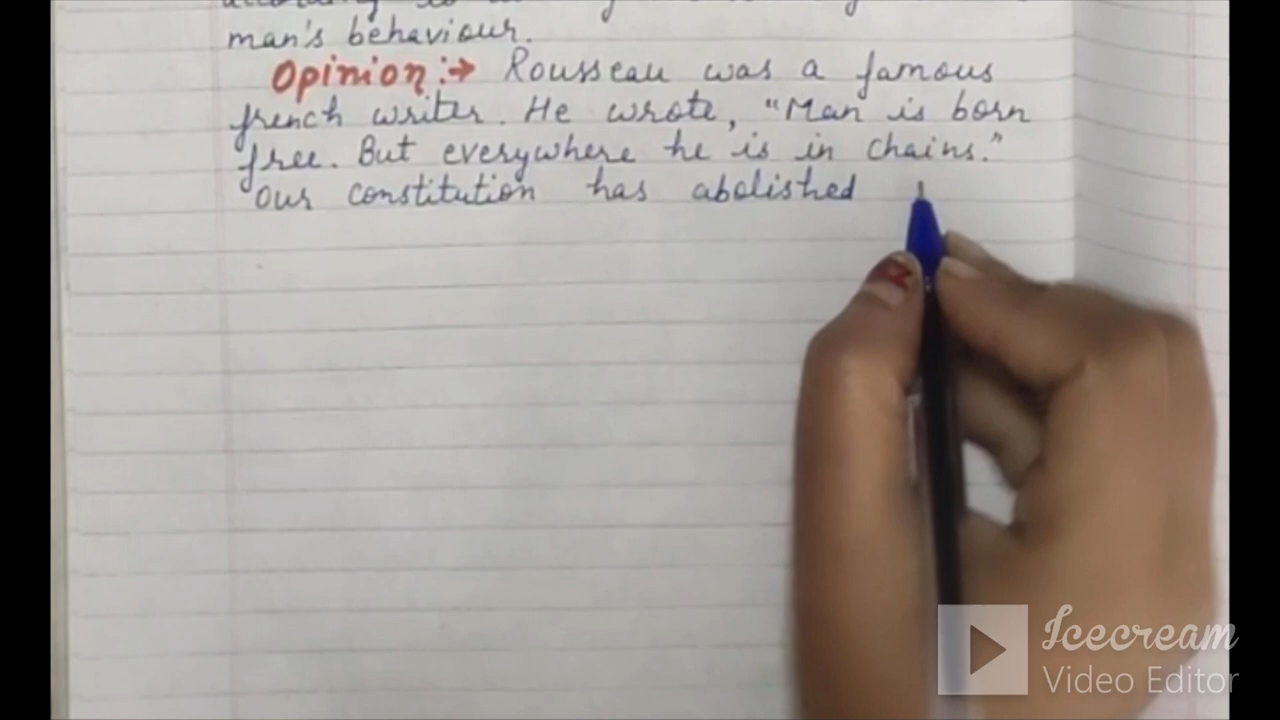 man's behaviour.
Opinion :→ Rousseau was a famous
french writer. He wrote, "Man is born
free. But everywhere he is in chains."
Our constitution has abolished
Icecream
Video Editor